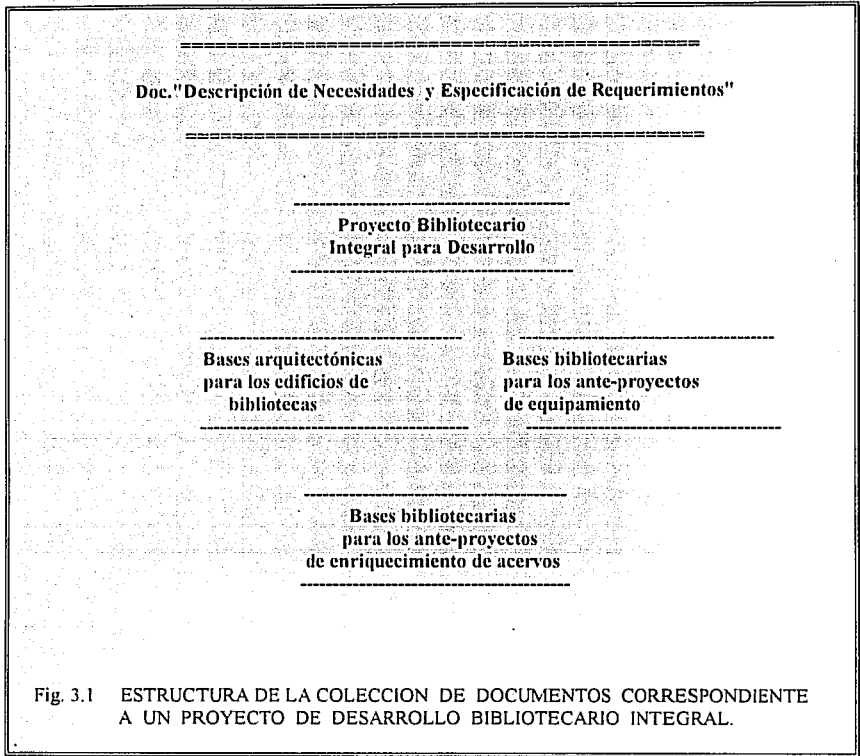 Doc."Descripción de Necesidades y Especificación de Requerimientos"
Proyecto Bibliotecario
Integral para Desarrollo
Bases arquitectónicas
para los edificios de
bibliotecas
Bases bibliotecarias
para los ante-proyectos
de equipamiento
Bases bibliotecarias
para los ante-proyectos
de enriquecimiento de acervos
Fig. 3.1 ESTRUCTURA DE LA COLECCION DE DOCUMENTOS CORRESPONDIENTE
A UN PROYECTO DE DESARROLLO BIBLIOTECARIO INTEGRAL.